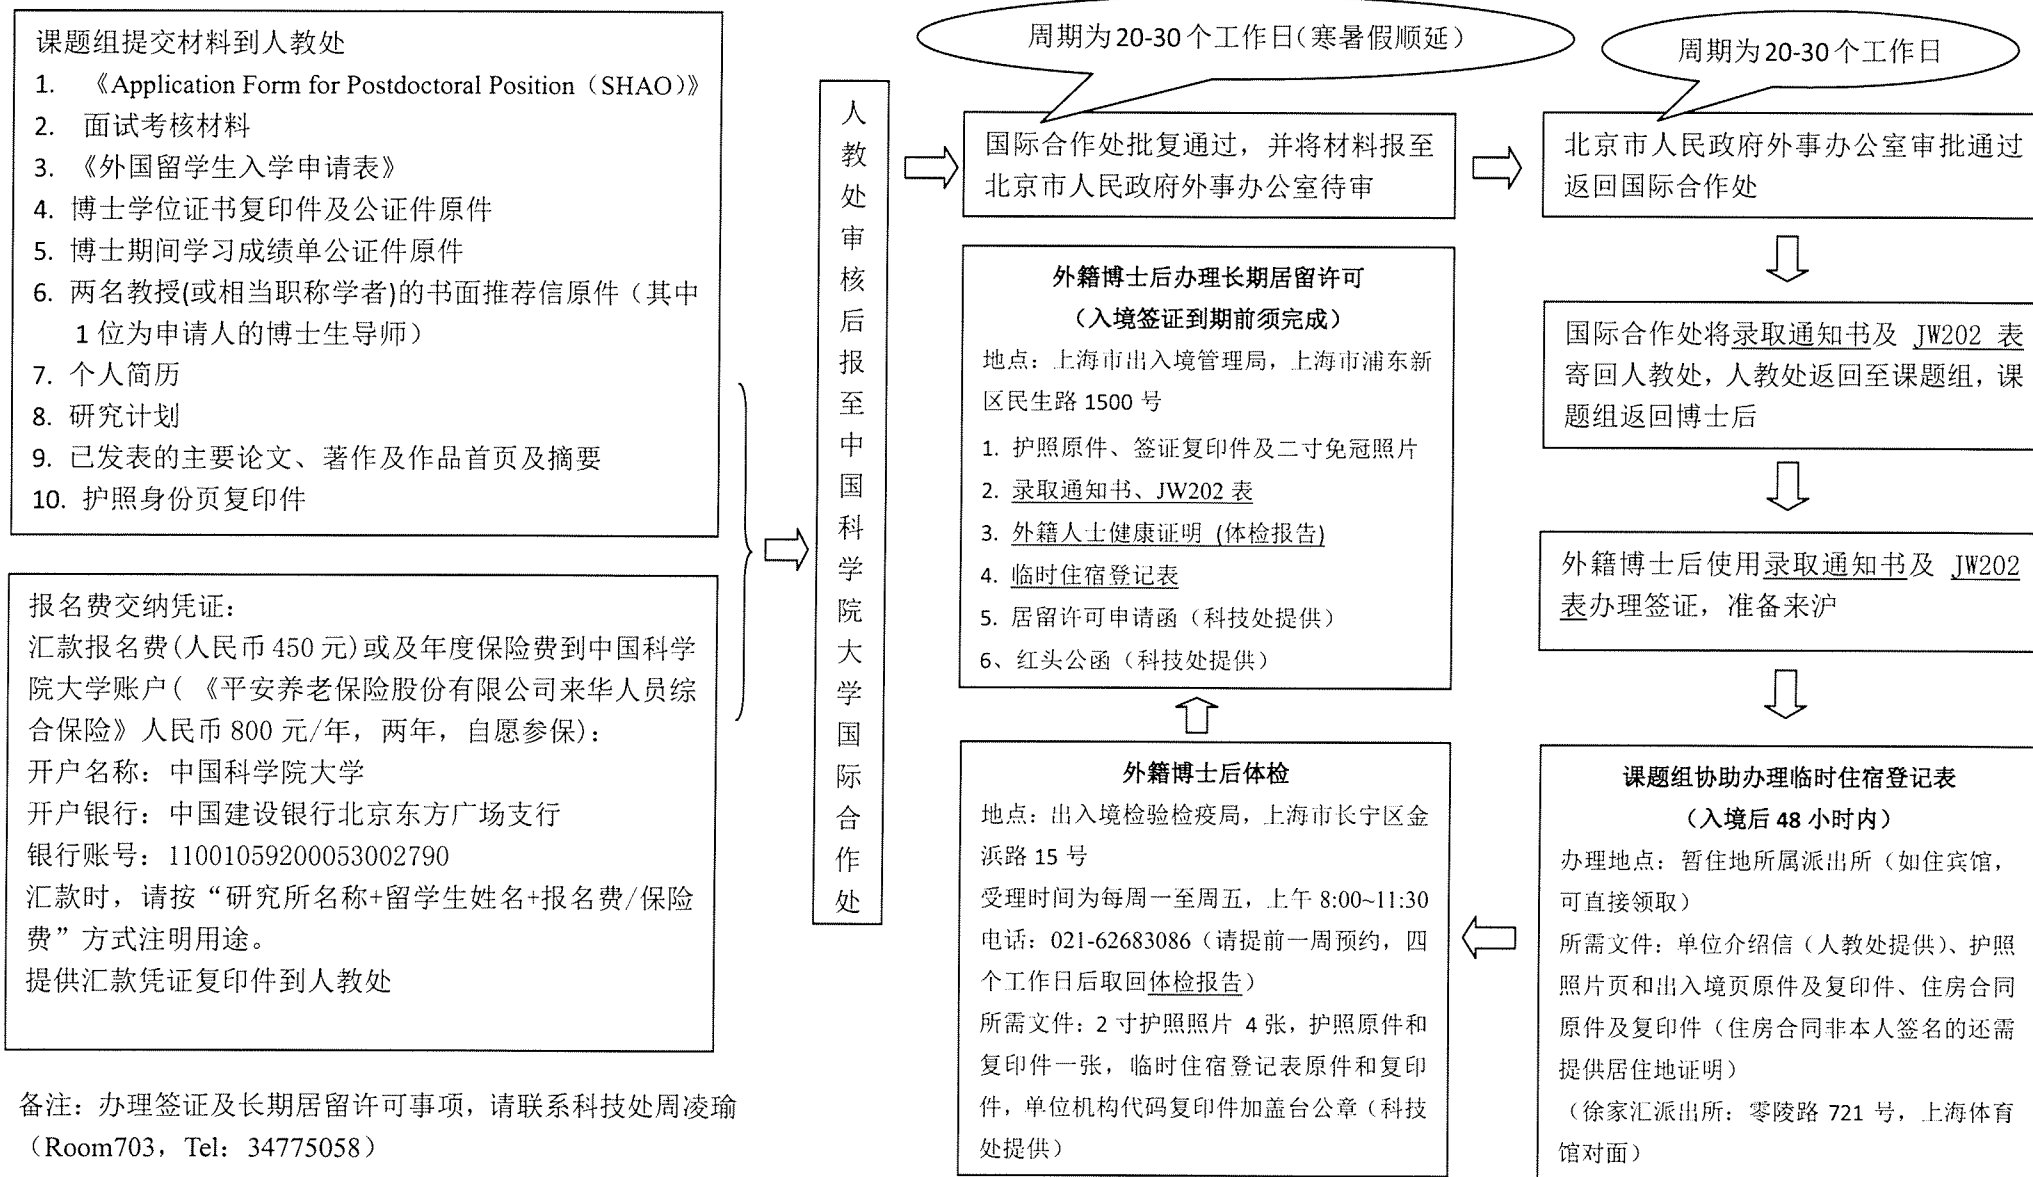 课题组提交材料到人教处
1. 《Application Form for Postdoctoral Position（SHAO）》
2. 面试考核材料
3. 《外国留学生入学申请表》
4. 博士学位证书复印件及公证件原件
5. 博士期间学习成绩单公证件原件
6. 两名教授(或相当职称学者)的书面推荐信原件（其中
1 位为申请人的博士生导师）
7. 个人简历
8. 研究计划
9. 已发表的主要论文、著作及作品首页及摘要
10. 护照身份页复印件
报名费交纳凭证：
汇款报名费(人民币 450 元)或及年度保险费到中国科学
院大学账户( 《平安养老保险股份有限公司来华人员综
合保险》人民币 800 元/年，两年，自愿参保)：
开户名称：中国科学院大学
开户银行：中国建设银行北京东方广场支行
银行账号：11001059200053002790
汇款时，请按“研究所名称+留学生姓名+报名费/保险
费”方式注明用途。
提供汇款凭证复印件到人教处
备注：办理签证及长期居留许可事项，请联系科技处周凌瑜
（Room703，Tel：34775058）
人教处审核后报至中国科学院大学国际合作处
周期为 20-30 个工作日（寒暑假顺延）
国际合作处批复通过，并将材料报至
北京市人民政府外事办公室待审
周期为 20-30 个工作日
北京市人民政府外事办公室审批通过
返回国际合作处
国际合作处将录取通知书及 JW202 表
寄回人教处，人教处返回至课题组，课
题组返回博士后
外籍博士后使用录取通知书及 JW202
表办理签证，准备来沪
课题组协助办理临时住宿登记表
（入境后 48 小时内）
办理地点：暂住地所属派出所（如住宾馆，
可直接领取）
所需文件：单位介绍信（人教处提供）、护照
照片页和出入境页原件及复印件、住房合同
原件及复印件（住房合同非本人签名的还需
提供居住地证明）
（徐家汇派出所：零陵路 721 号，上海体育
馆对面）
外籍博士后体检
地点：出入境检验检疫局，上海市长宁区金
浜路 15 号
受理时间为每周一至周五，上午 8:00~11:30
电话：021-62683086（请提前一周预约，四
个工作日后取回体检报告）
所需文件：2 寸护照照片 4 张，护照原件和
复印件一张，临时住宿登记表原件和复印
件，单位机构代码复印件加盖台公章（科技
处提供）
外籍博士后办理长期居留许可
（入境签证到期前须完成）
地点：上海市出入境管理局，上海市浦东新
区民生路 1500 号
1. 护照原件、签证复印件及二寸免冠照片
2. 录取通知书、JW202 表
3. 外籍人士健康证明 (体检报告)
4. 临时住宿登记表
5. 居留许可申请函（科技处提供）
6、红头公函（科技处提供）